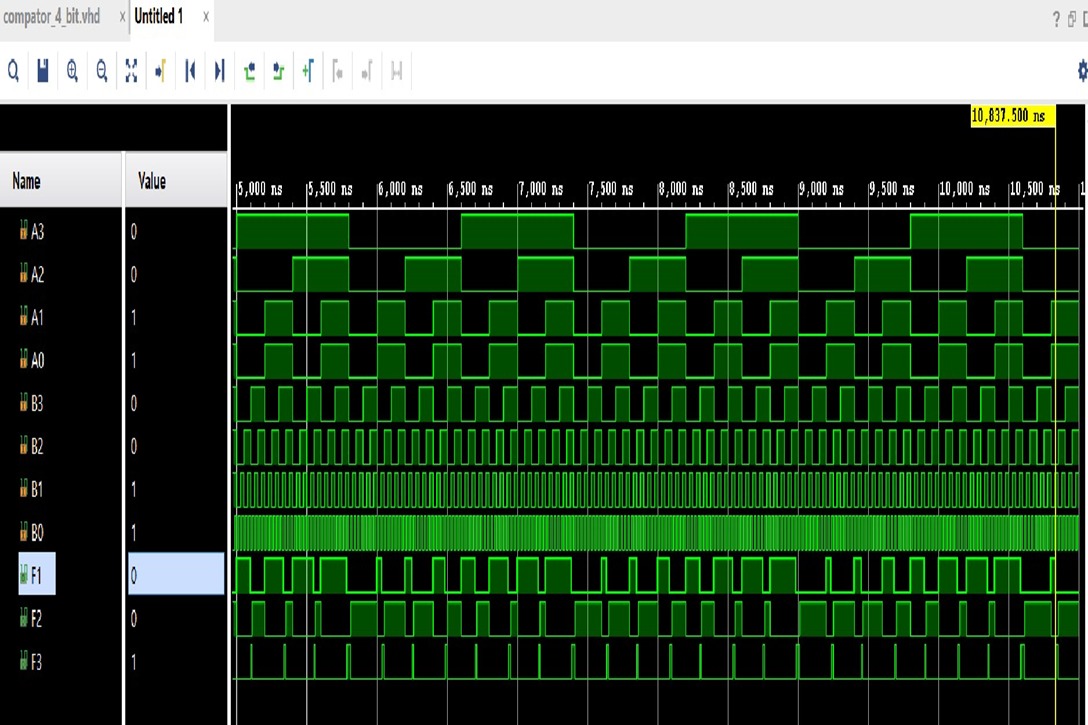 compator_4_bit.vhd × Untitled 1 × ?
10,837.500 ns
Name Value
5,000 ns 5,500 ns 6,000 ns 6,500 ns 7,000 ns 7,500 ns 8,000 ns 8,500 ns 9,000 ns 9,500 ns 10,000 ns 10,500 ns 1
A3 0
A2 0
A1 1
A0 1
B3 0
B2 0
B1 1
B0 1
F1 0
F2 0
F3 1